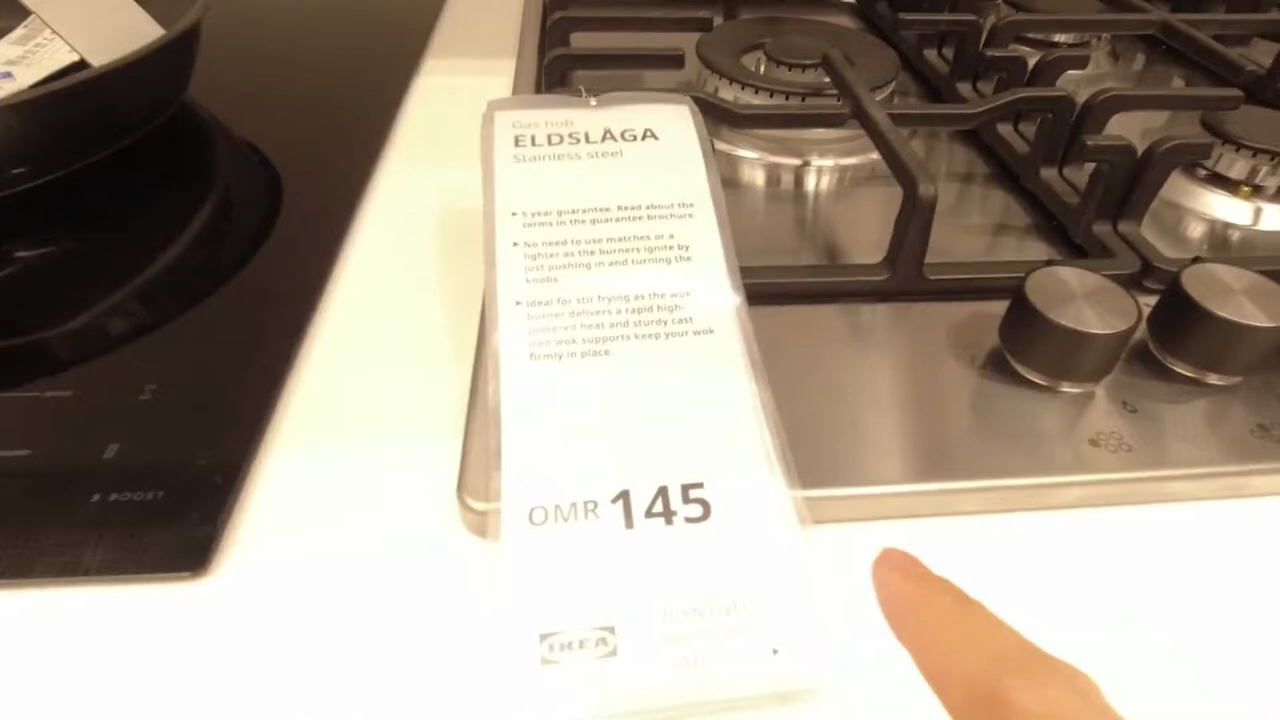 Gas hob
ELDSLÅGA
Stainless steel
5 year guarantee. Read about the
terms in the guarantee brochure.
No need to use matches or a
lighter as the burners ignite by
just pushing in and turning the
knobs.
Ideal for stir frying as the wok
burner delivers a rapid high-
powered heat and sturdy cast
iron wok supports keep your wok
firmly in place.
OMR 145
IKEA
BOOST